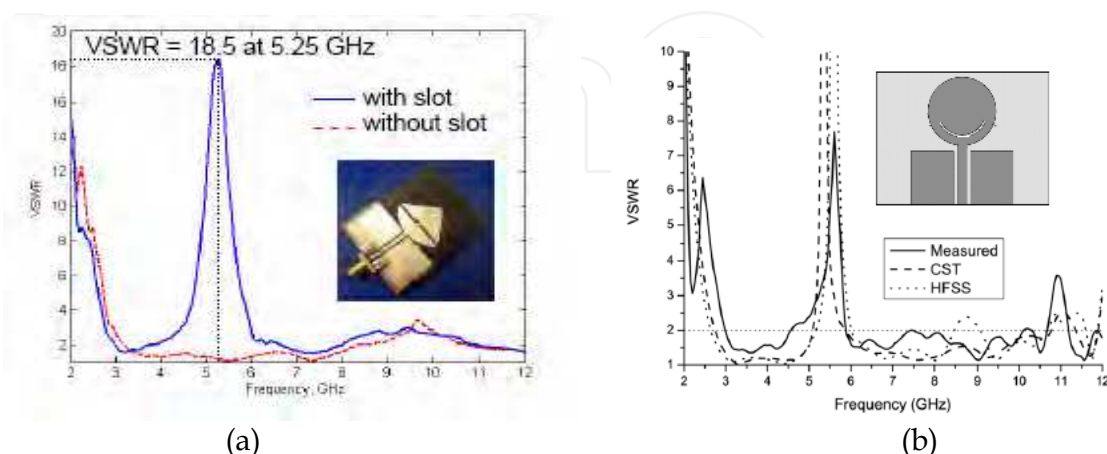 VSWR = 18.5 at 5.25 GHz
with slot
without slot
20
18
16
14
12
10
8
6
4
2
VSWR
2 3 4 5 6 7 8 9 10 11 12
Frequency, GHz
(a)
10
9
8
7
6
5
4
3
2
1
VSWR
Measured
CST
HFSS
2 3 4 5 6 7 8 9 10 11 12
Frequency (GHz)
(b)